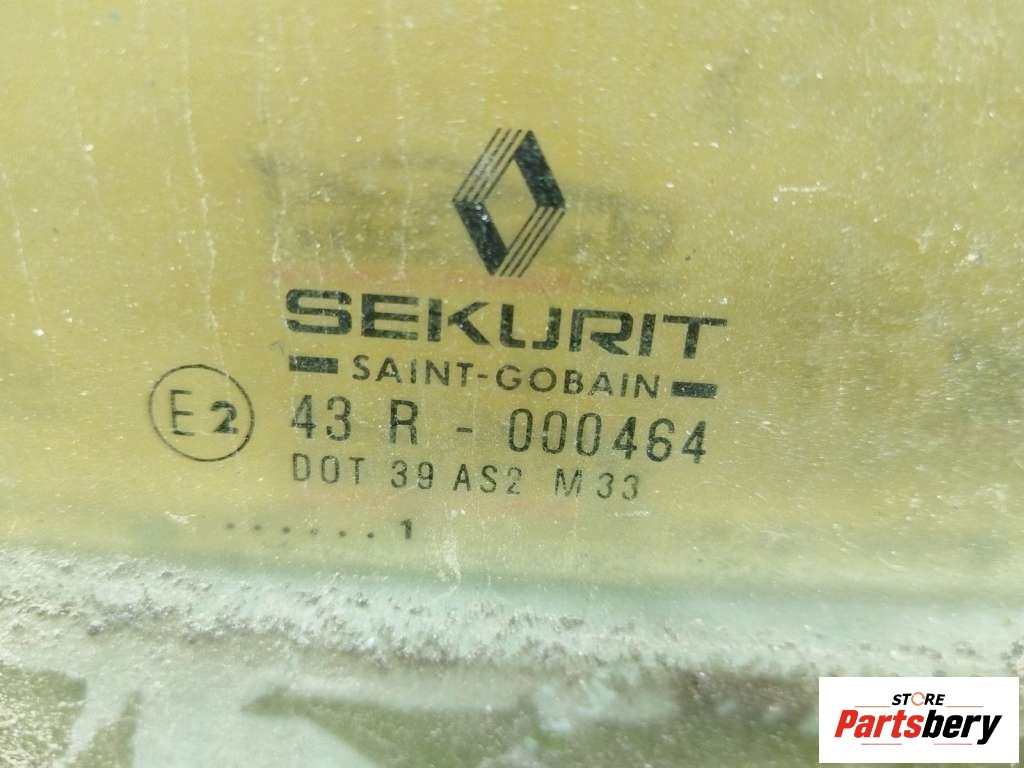 SEKURIT
SAINT-GOBAIN
E2
43 R - 000464
DOT 39 AS2 M33
......1
STORE
Partsbery